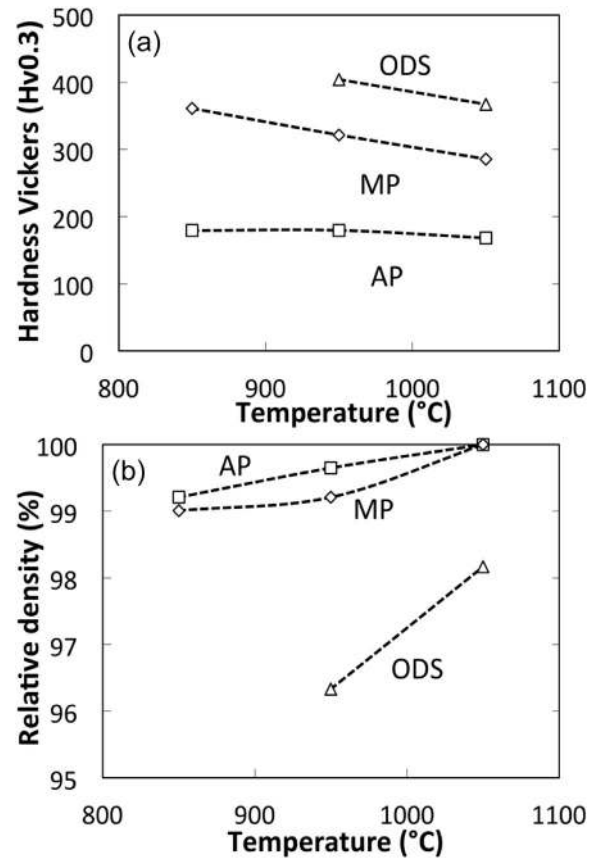 (a)
Hardness Vickers (Hv0.3)
500
400
300
200
100
0
ODS
MP
AP
800 900 1000 1100
Temperature (°C)
(b)
Relative density (%)
100
99
98
97
96
95
AP
MP
ODS
800 900 1000 1100
Temperature (°C)